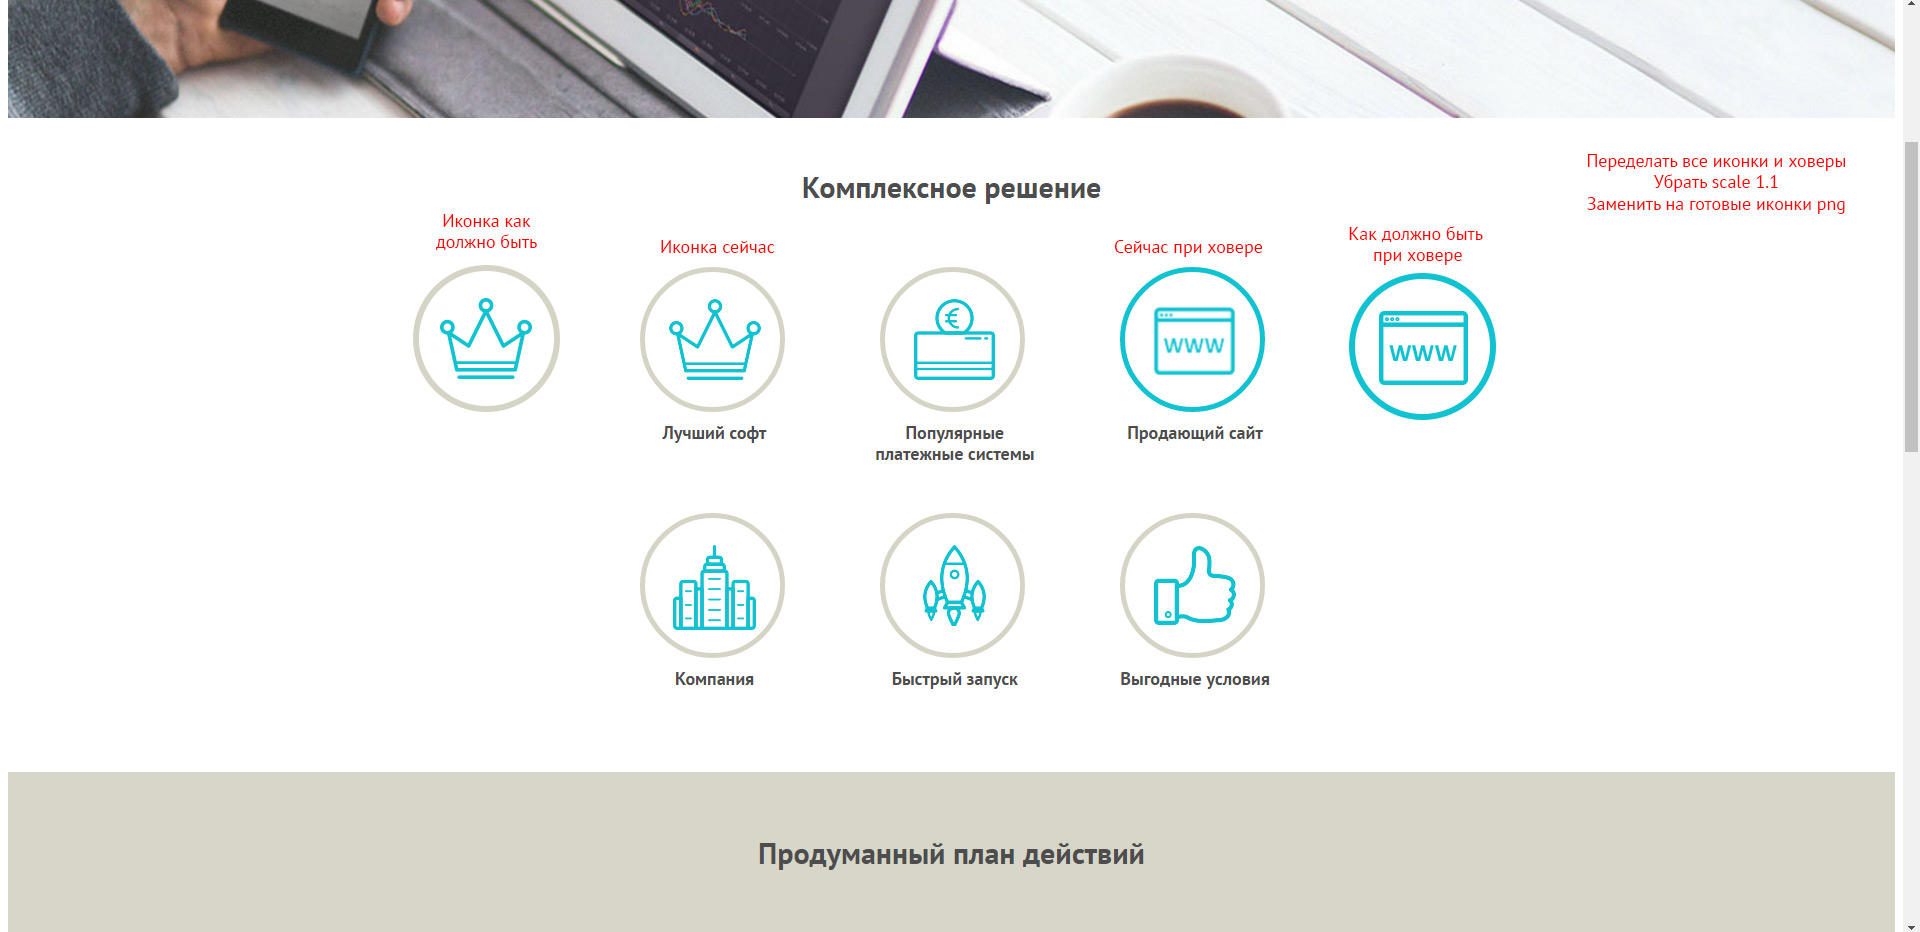 Переделать все иконки и ховеры
Убрать scale 1.1
Заменить на готовые иконки png
Комплексное решение
Иконка как
должно быть
Иконка сейчас
Сейчас при ховере
Как должно быть
при ховере
€
WWW
WWW
Лучший софт
Популярные
платежные системы
Продающий сайт
Компания
Быстрый запуск
Выгодные условия
Продуманный план действий